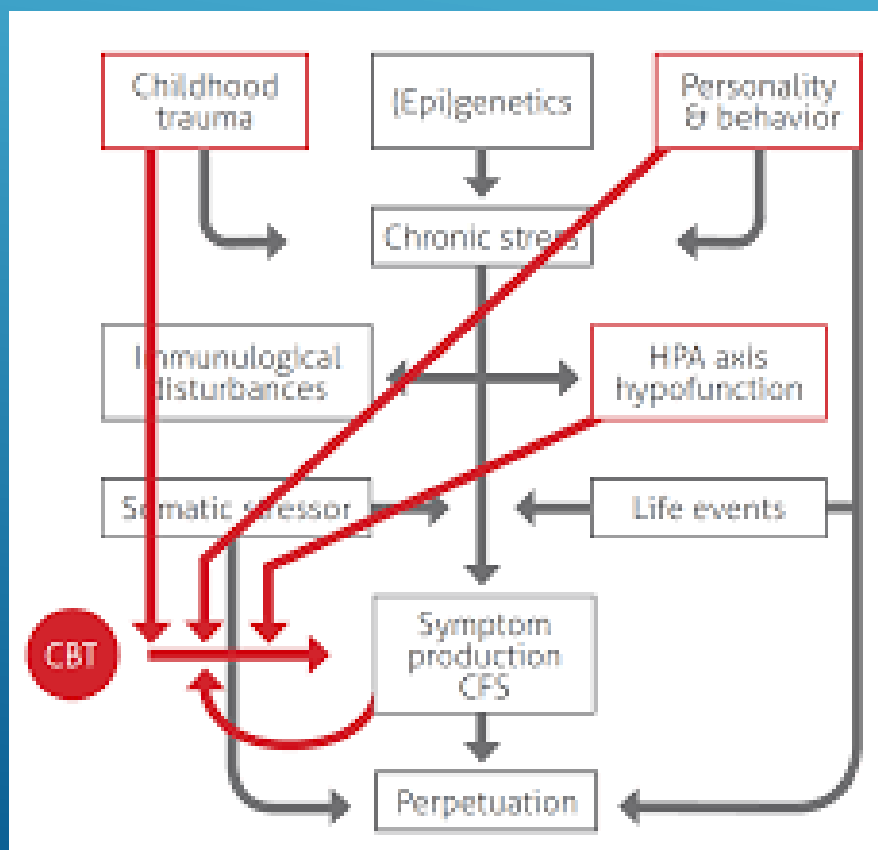 Childhood
trauma
(Epi)genetics
Personality
& behavior
Chronic stress
Immunulogical
disturbances
HPA axis
hypofunction
Somatic stressor
Life events
CBT
Symptom
production
CFS
Perpetuation